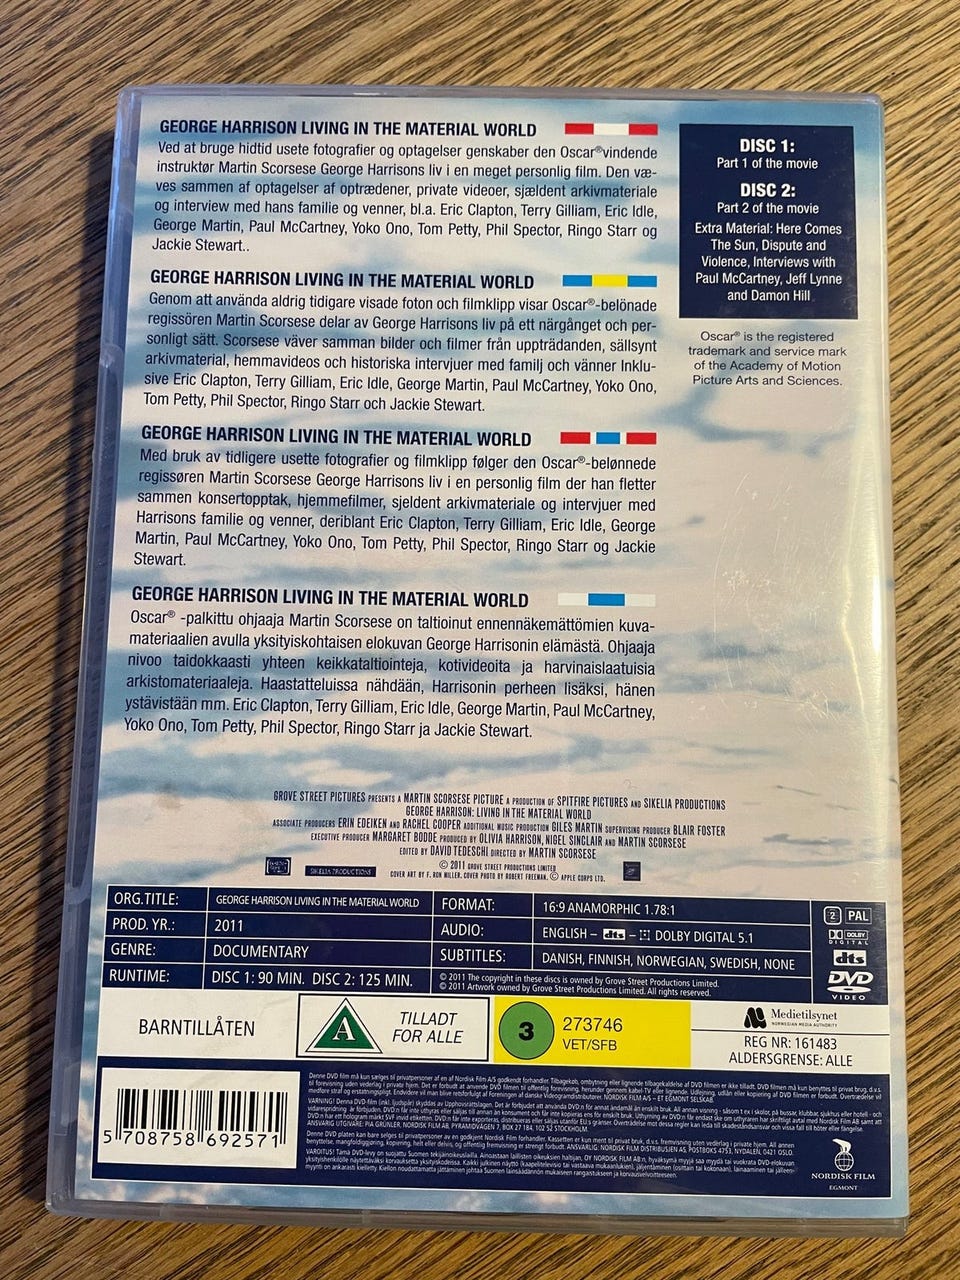 GEORGE HARRISON LIVING IN THE MATERIAL WORLD
Ved at bruge hidtid usete fotografier og optagelser genskaber den Oscar®vindende
instruktør Martin Scorsese George Harrisons liv i en meget personlig film. Den væ-
ves sammen af optagelser af optrædener, private videoer, sjældent arkivmateriale
og interview med hans familie og venner, bl.a. Eric Clapton, Terry Gilliam, Eric Idle,
George Martin, Paul McCartney, Yoko Ono, Tom Petty, Phil Spector, Ringo Starr og
Jackie Stewart..
GEORGE HARRISON LIVING IN THE MATERIAL WORLD
Genom att använda aldrig tidigare visade foton och filmklipp visar Oscar®-belönade
regissören Martin Scorsese delar av George Harrisons liv på ett närgånget och per-
sonligt sätt. Scorsese väver samman bilder och filmer från uppträdanden, sällsynt
arkivmaterial, hemmavideos och historiska intervjuer med familj och vänner Inklu-
sive Eric Clapton, Terry Gilliam, Eric Idle, George Martin, Paul McCartney, Yoko Ono,
Tom Petty, Phil Spector, Ringo Starr och Jackie Stewart.
GEORGE HARRISON LIVING IN THE MATERIAL WORLD
Med bruk av tidligere usette fotografier og filmklipp følger den Oscar®-belønnede
regissøren Martin Scorsese George Harrisons liv i en personlig film der han fletter
sammen konsertopptak, hjemmefilmer, sjeldent arkivmateriale og intervjuer med
Harrisons familie og venner, deriblant Eric Clapton, Terry Gilliam, Eric Idle, George
Martin, Paul McCartney, Yoko Ono, Tom Petty, Phil Spector, Ringo Starr og Jackie
Stewart.
GEORGE HARRISON LIVING IN THE MATERIAL WORLD
Oscar® -palkittu ohjaaja Martin Scorsese on taltioinut ennennäkemättömien kuva-
materiaalien avulla yksityiskohtaisen elokuvan George Harrisonin elämästä. Ohjaaja
nivoo taidokkaasti yhteen keikkataltiointeja, kotivideoita ja harvinaislaatuisia
arkistomateriaaleja. Haastatteluissa nähdään, Harrisonin perheen lisäksi, hänen
ystävistään mm. Eric Clapton, Terry Gilliam, Eric Idle, George Martin, Paul McCartney,
Yoko Ono, Tom Petty, Phil Spector, Ringo Starr ja Jackie Stewart.
DISC 1:
Part 1 of the movie
DISC 2:
Part 2 of the movie
Extra Material: Here Comes
The Sun, Dispute and
Violence, Interviews with
Paul McCartney, Jeff Lynne
and Damon Hill
Oscar® is the registered
trademark and service mark
of the Academy of Motion
Picture Arts and Sciences.
GROVE STREET PICTURES PRESENTS A MARTIN SCORSESE PICTURE A PRODUCTION OF SPITFIRE PICTURES AND SIKELIA PRODUCTIONS
GEORGE HARRISON: LIVING IN THE MATERIAL WORLD
ASSOCIATE PRODUCERS ERIN EDEIKEN AND RACHEL COOPER ADDITIONAL MUSIC PRODUCTION GILES MARTIN SUPERVISING PRODUCER BLAIR FOSTER
EXECUTIVE PRODUCER MARGARET BODDE PRODUCED BY OLIVIA HARRISON, NIGEL SINCLAIR AND MARTIN SCORSESE
EDITED BY DAVID TEDESCHI DIRECTED BY MARTIN SCORSESE
SIKELIA PRODUCTIONS
© 2011 GROVE STREET PRODUCTIONS LIMITED
COVER ART BY F. RON MILLER. COVER PHOTO BY ROBERT FREEMAN, © APPLE CORPS LTD.
ORG.TITLE: GEORGE HARRISON LIVING IN THE MATERIAL WORLD
PROD. YR.: 2011
GENRE: DOCUMENTARY
RUNTIME: DISC 1: 90 MIN. DISC 2: 125 MIN.
FORMAT: 16:9 ANAMORPHIC 1.78:1
AUDIO: ENGLISH – dts – DOLBY DIGITAL 5.1
SUBTITLES: DANISH, FINNISH, NORWEGIAN, SWEDISH, NONE
© 2011 The copyright in these discs is owned by Grove Street Productions Limited.
© 2011 Artwork owned by Grove Street Productions Limited. All rights reserved.
2 PAL
DOLBY
DIGITAL
dts
DVD
VIDEO
BARNTILLÅTEN
A
TILLADT
FOR ALLE
3
273746
VET/SFB
Medietilsynet
NORWEGIAN MEDIA AUTHORITY
REG NR: 161483
ALDERSGRENSE: ALLE
5 708758 692571
NORDISK FILM
EGMONT